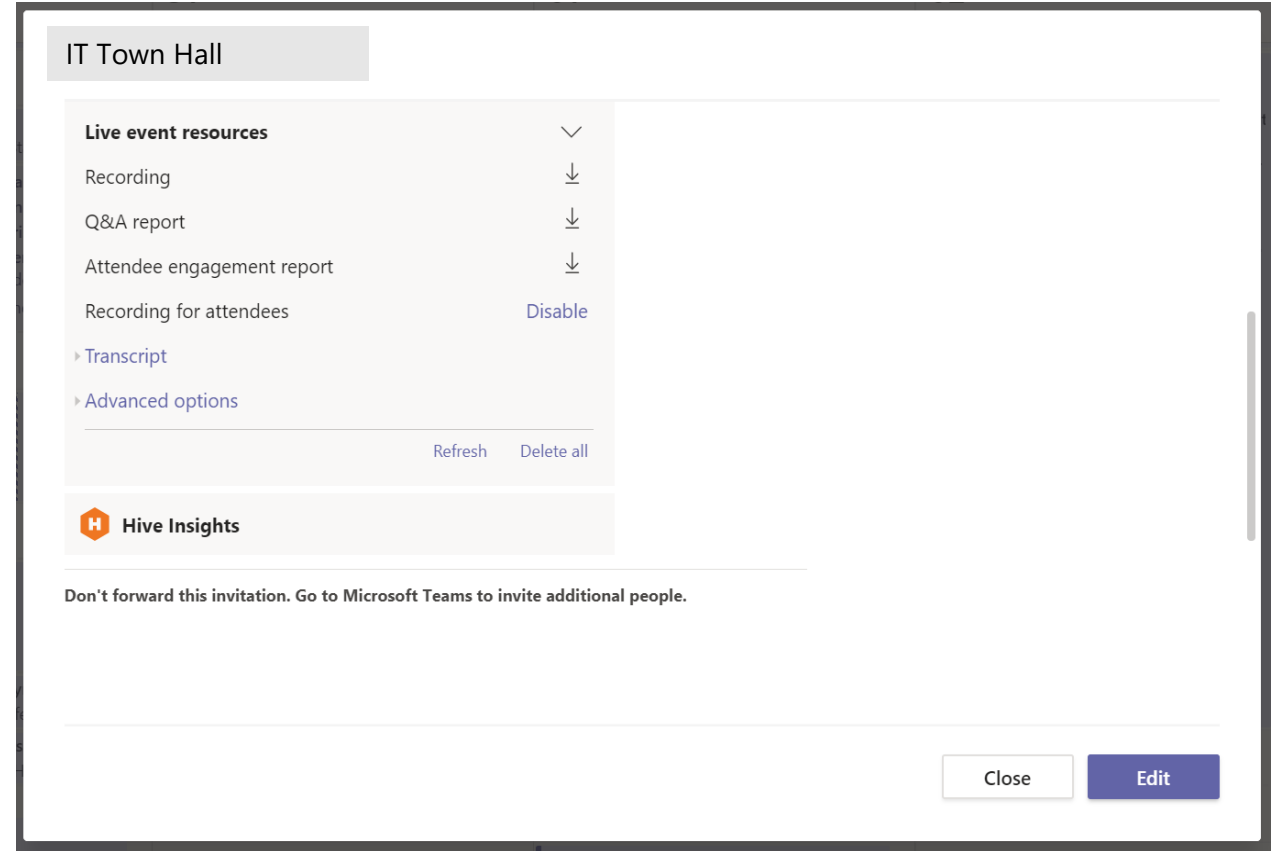 IT Town Hall
Live event resources
Recording
Q&A report
Attendee engagement report
Recording for attendees Disable
Transcript
Advanced options
Refresh Delete all
H Hive Insights
Don't forward this invitation. Go to Microsoft Teams to invite additional people.
Close Edit